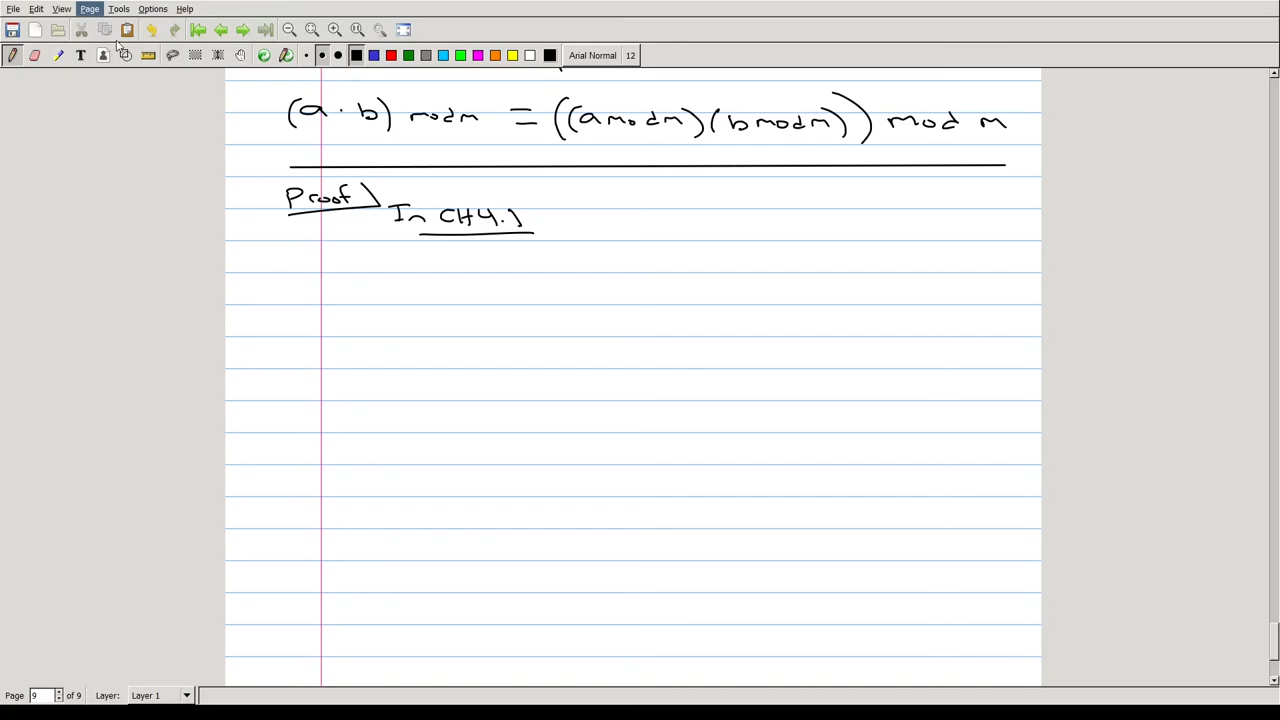 File Edit View Page Tools Options Help
T Arial Normal 12
(a · b) mod m = ((a mod m)(b mod m)) mod m
Proof
In CH4.1
Page 9 of 9 Layer: Layer 1